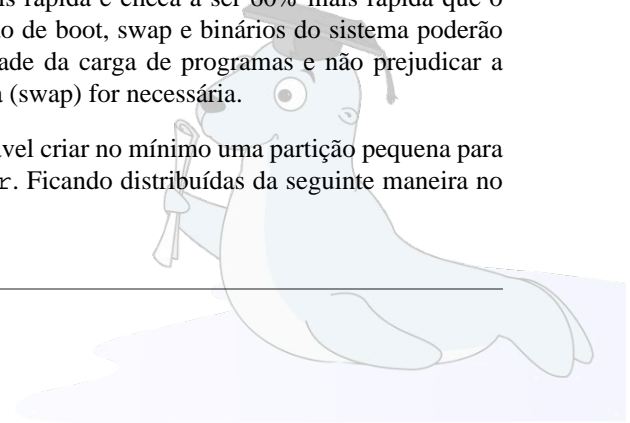 is rápida e chega a ser 60% mais rápida que o
o de boot, swap e binários do sistema poderão
ade da carga de programas e não prejudicar a
(swap) for necessária.
vel criar no mínimo uma partição pequena para
r. Ficando distribuídas da seguinte maneira no